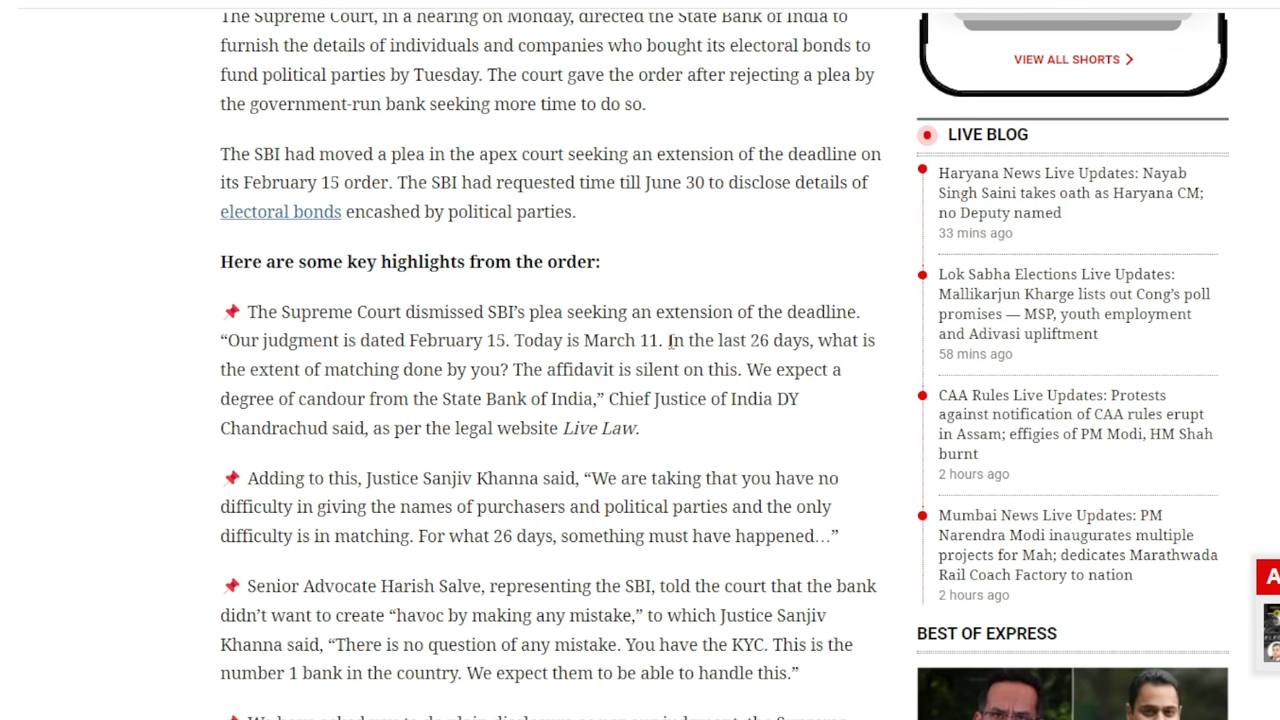 The Supreme Court, in a hearing on Monday, directed the State Bank of India to
furnish the details of individuals and companies who bought its electoral bonds to
fund political parties by Tuesday. The court gave the order after rejecting a plea by
the government-run bank seeking more time to do so.
The SBI had moved a plea in the apex court seeking an extension of the deadline on
its February 15 order. The SBI had requested time till June 30 to disclose details of
electoral bonds encashed by political parties.
Here are some key highlights from the order:
📌 The Supreme Court dismissed SBI’s plea seeking an extension of the deadline.
“Our judgment is dated February 15. Today is March 11. In the last 26 days, what is
the extent of matching done by you? The affidavit is silent on this. We expect a
degree of candour from the State Bank of India,” Chief Justice of India DY
Chandrachud said, as per the legal website Live Law.
📌 Adding to this, Justice Sanjiv Khanna said, “We are taking that you have no
difficulty in giving the names of purchasers and political parties and the only
difficulty is in matching. For what 26 days, something must have happened…”
📌 Senior Advocate Harish Salve, representing the SBI, told the court that the bank
didn’t want to create “havoc by making any mistake,” to which Justice Sanjiv
Khanna said, “There is no question of any mistake. You have the KYC. This is the
number 1 bank in the country. We expect them to be able to handle this.”
VIEW ALL SHORTS
LIVE BLOG
Haryana News Live Updates: Nayab
Singh Saini takes oath as Haryana CM;
no Deputy named
33 mins ago
Lok Sabha Elections Live Updates:
Mallikarjun Kharge lists out Cong’s poll
promises — MSP, youth employment
and Adivasi upliftment
58 mins ago
CAA Rules Live Updates: Protests
against notification of CAA rules erupt
in Assam; effigies of PM Modi, HM Shah
burnt
2 hours ago
Mumbai News Live Updates: PM
Narendra Modi inaugurates multiple
projects for Mah; dedicates Marathwada
Rail Coach Factory to nation
2 hours ago
BEST OF EXPRESS